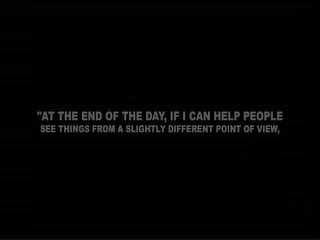 "AT THE END OF THE DAY, IF I CAN HELP PEOPLE
SEE THINGS FROM A SLIGHTLY DIFFERENT POINT OF VIEW,